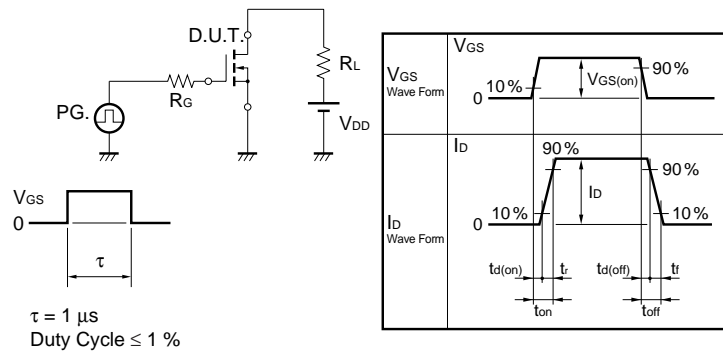 D.U.T.
RL
RG
PG.
VDD
VGS
0
τ
τ = 1 μs
Duty Cycle ≤ 1 %
VGS
Wave Form
VGS
10 %
0
VGS(on)
90 %
ID
Wave Form
ID
90 %
90 %
10 %
0
ID
10 %
td(on)
tr
td(off)
tf
ton
toff